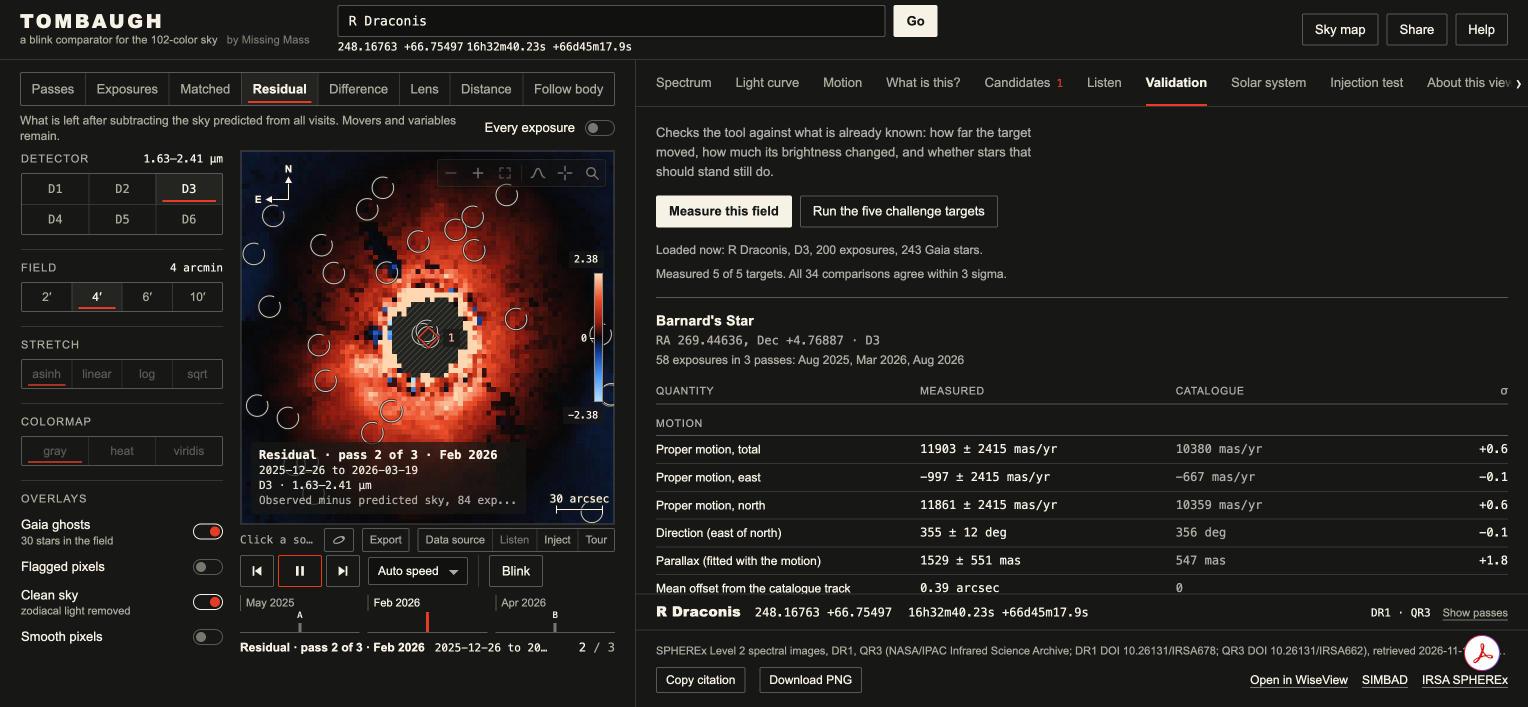 TOMBAUGH
a blink comparator for the 102-color sky by Missing Mass
R Draconis
Go
248.16763 +66.75497 16h32m40.23s +66d45m17.9s
Sky map
Share
Help
Passes
Exposures
Matched
Residual
Difference
Lens
Distance
Follow body
What is left after subtracting the sky predicted from all visits. Movers and variables
remain.
Every exposure
DETECTOR 1.63–2.41 μm
D1 D2 D3
D4 D5 D6
FIELD 4 arcmin
2′ 4′ 6′ 10′
STRETCH
asinh linear log sqrt
COLORMAP
gray heat viridis
OVERLAYS
Gaia ghosts
30 stars in the field
Flagged pixels
Clean sky
zodiacal light removed
Smooth pixels
N
E
2.38
0
−2.38
1
Residual · pass 2 of 3 · Feb 2026
2025–12–26 to 2026–03–19
D3 · 1.63–2.41 μm
Observed minus predicted sky, 84 exp...
30 arcsec
Click a so…
Export
Data source
Listen
Inject
Tour
Auto speed
Blink
May 2025
Feb 2026
Apr 2026
A
B
Residual · pass 2 of 3 · Feb 2026 2025–12–26 to 20… 2 / 3
Spectrum
Light curve
Motion
What is this?
Candidates 1
Listen
Validation
Solar system
Injection test
About this view
Checks the tool against what is already known: how far the target
moved, how much its brightness changed, and whether stars that
should stand still do.
Measure this field
Run the five challenge targets
Loaded now: R Draconis, D3, 200 exposures, 243 Gaia stars.
Measured 5 of 5 targets. All 34 comparisons agree within 3 sigma.
Barnard's Star
RA 269.44636, Dec +4.76887 · D3
58 exposures in 3 passes: Aug 2025, Mar 2026, Aug 2026
QUANTITY MEASURED CATALOGUE σ
MOTION
Proper motion, total 11903 ± 2415 mas/yr 10380 mas/yr +0.6
Proper motion, east −997 ± 2415 mas/yr −667 mas/yr −0.1
Proper motion, north 11861 ± 2415 mas/yr 10359 mas/yr +0.6
Direction (east of north) 355 ± 12 deg 356 deg −0.1
Parallax (fitted with the motion) 1529 ± 551 mas 547 mas +1.8
Mean offset from the catalogue track 0.39 arcsec 0
R Draconis 248.16763 +66.75497 16h32m40.23s +66d45m17.9s DR1 · QR3 Show passes
SPHEREx Level 2 spectral images, DR1, QR3 (NASA/IPAC Infrared Science Archive; DR1 DOI 10.26131/IRSA678; QR3 DOI 10.26131/IRSA662), retrieved 2026-11-
Copy citation
Download PNG
Open in WiseView
SIMBAD
IRSA SPHEREx